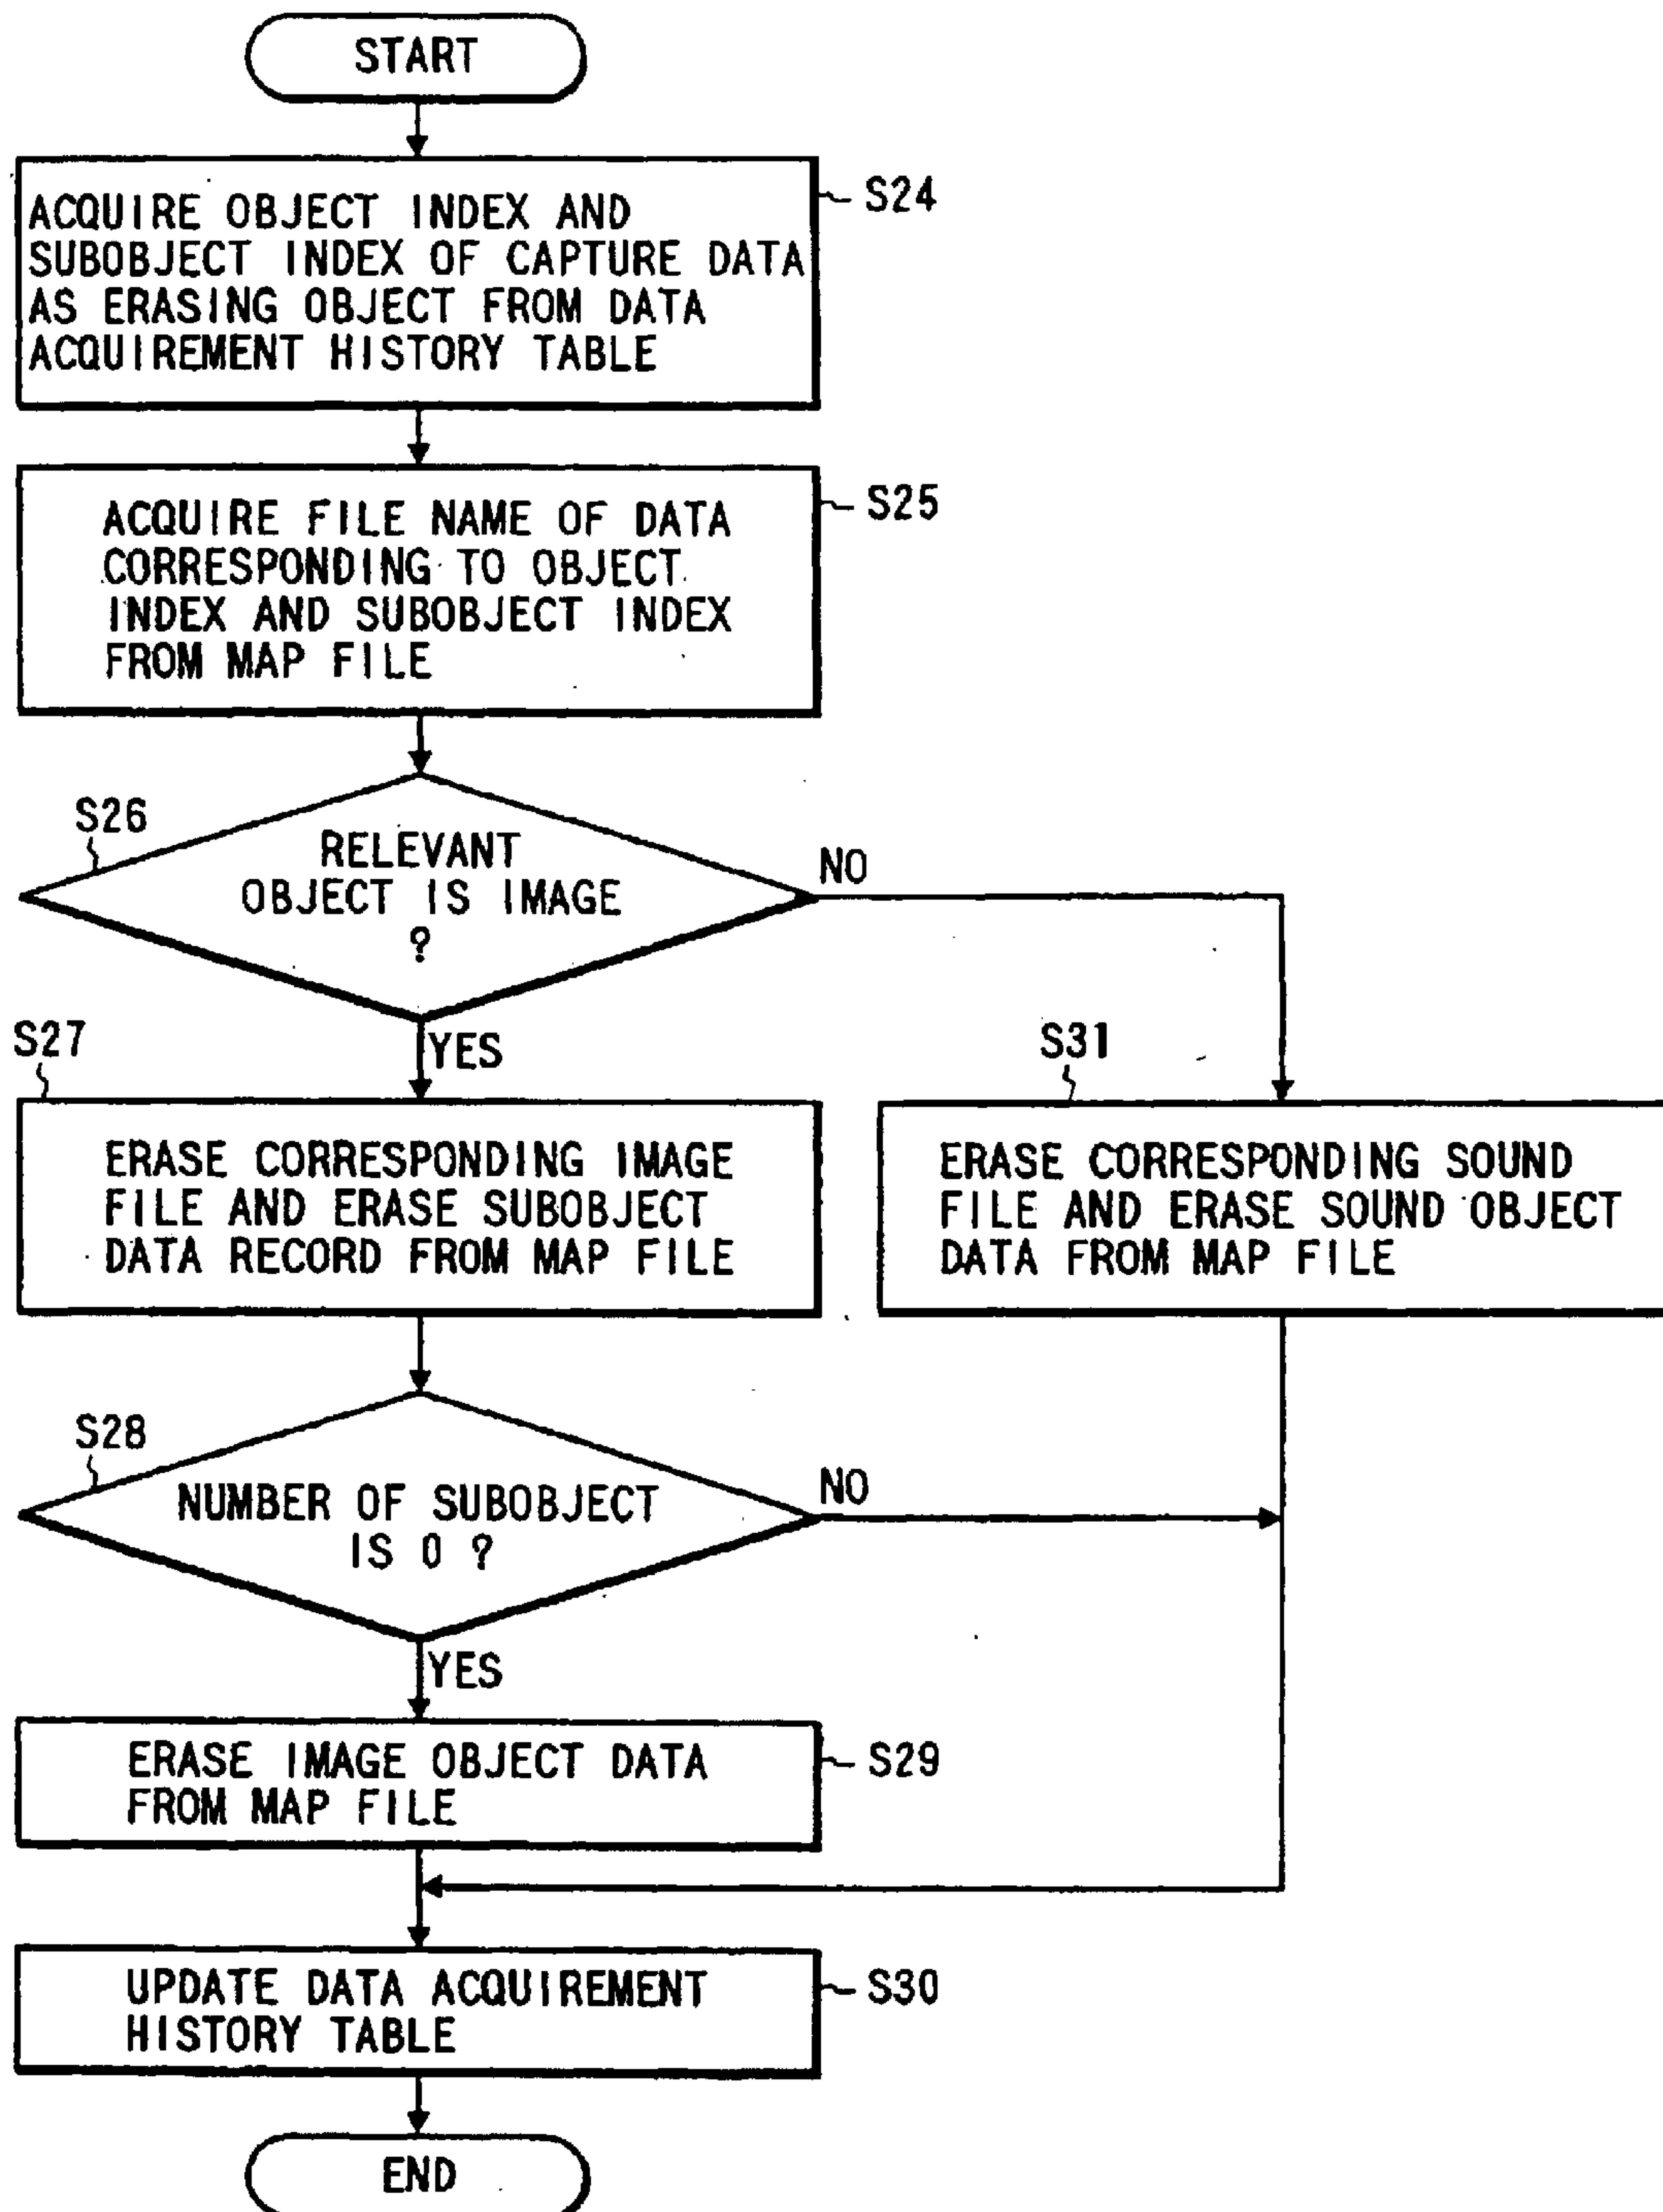 START
S24
ACQUIRE OBJECT INDEX AND
SUBOBJECT INDEX OF CAPTURE DATA
AS ERASING OBJECT FROM DATA
ACQUIREMENT HISTORY TABLE
S25
ACQUIRE FILE NAME OF DATA
CORRESPONDING TO OBJECT
INDEX AND SUBOBJECT INDEX
FROM MAP FILE
S26
RELEVANT
OBJECT IS IMAGE
?
NO
YES
S27
ERASE CORRESPONDING IMAGE
FILE AND ERASE SUBOBJECT
DATA RECORD FROM MAP FILE
S31
ERASE CORRESPONDING SOUND
FILE AND ERASE SOUND OBJECT
DATA FROM MAP FILE
S28
NUMBER OF SUBOBJECT
IS 0 ?
NO
YES
S29
ERASE IMAGE OBJECT DATA
FROM MAP FILE
S30
UPDATE DATA ACQUIREMENT
HISTORY TABLE
END